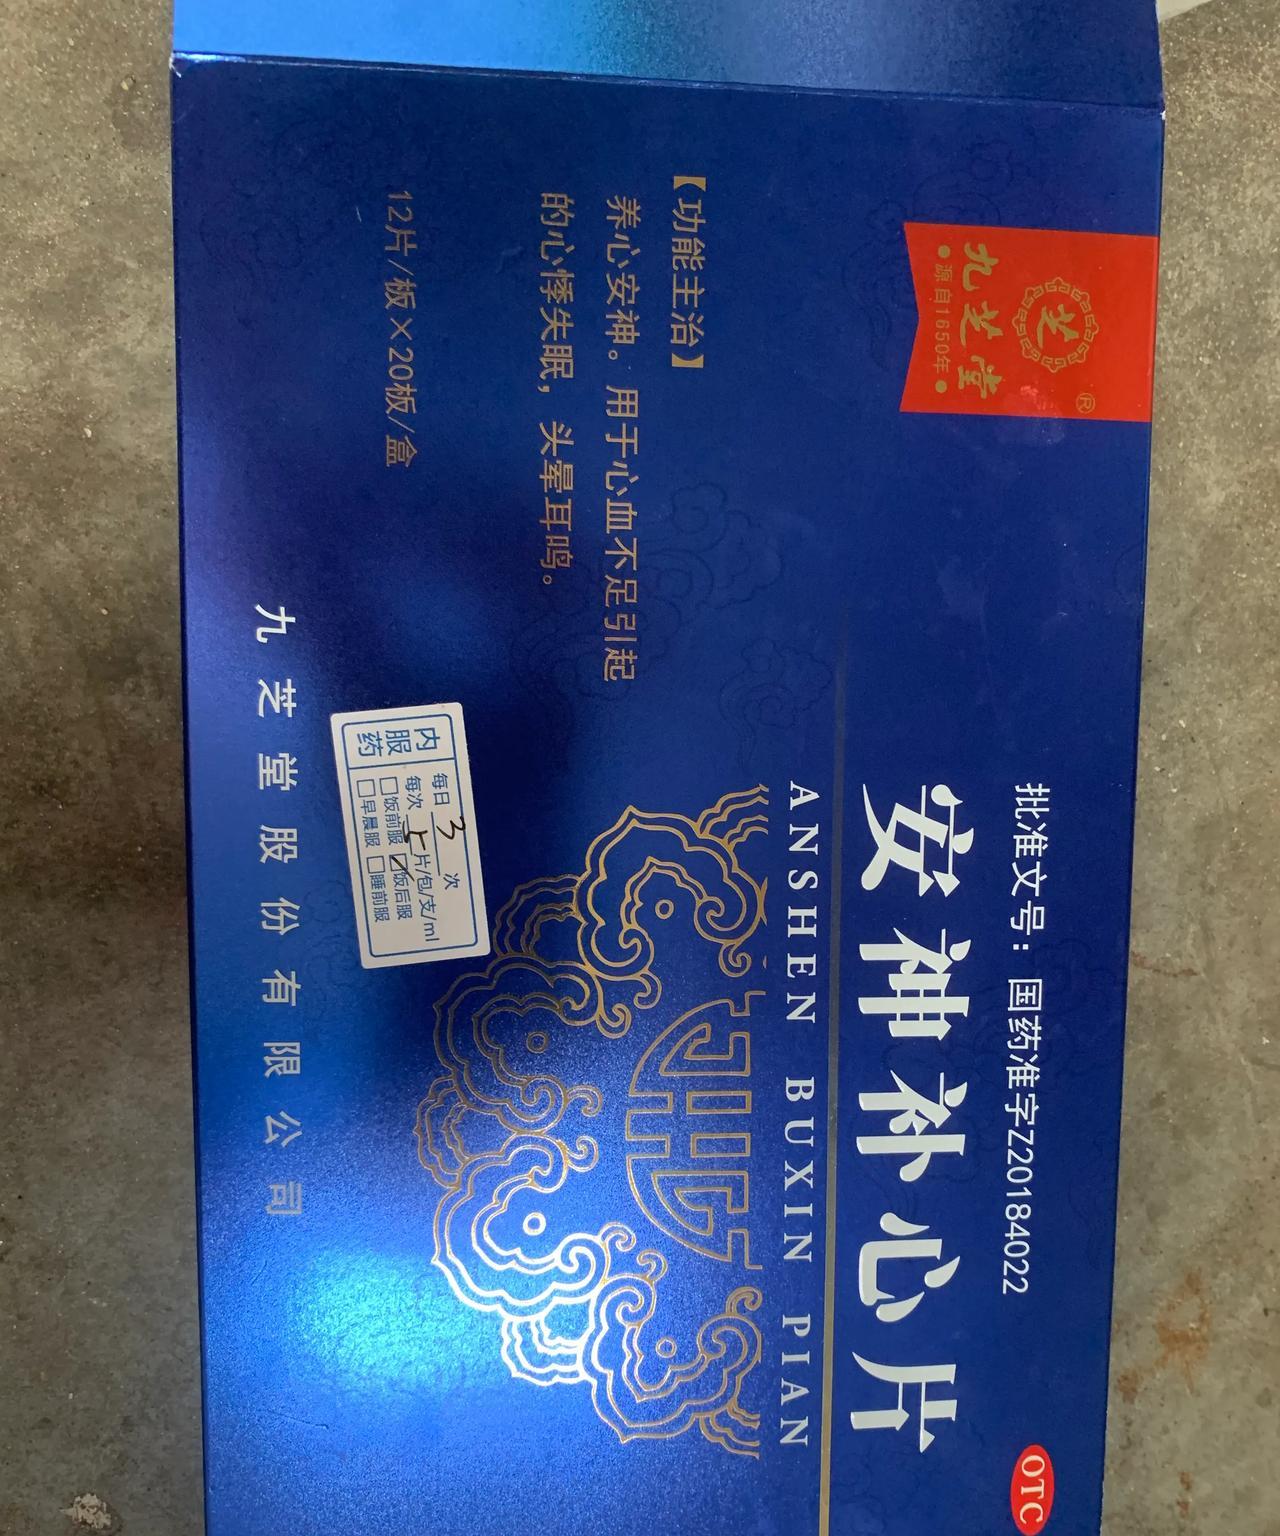 九芝堂
源自1650年
®
批准文号：国药准字Z20184022
OTC
安神补心片
ANSHEN BUXIN PIAN
【功能主治】
养心安神。用于心血不足引起
的心悸失眠，头晕耳鸣。
12片/板×20板/盒
内服药
每日 3 次
每次 5 片/包/支/ml
□饭前服 ☑饭后服
□早晨服 □睡前服
九芝堂股份有限公司